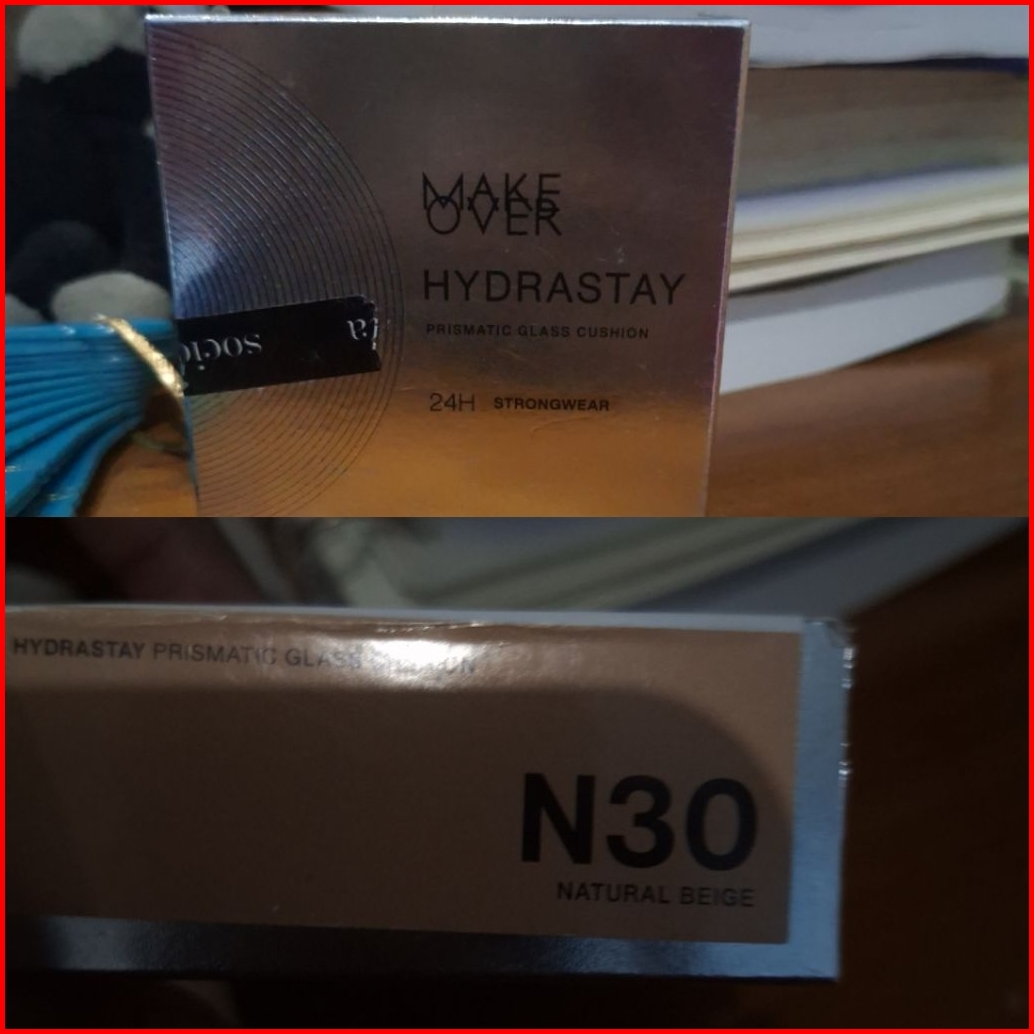 MAKE
OVER
HYDRASTAY
PRISMATIC GLASS CUSHION
24H STRONGWEAR
HYDRASTAY PRISMATIC GLASS
N30
NATURAL BEIGE